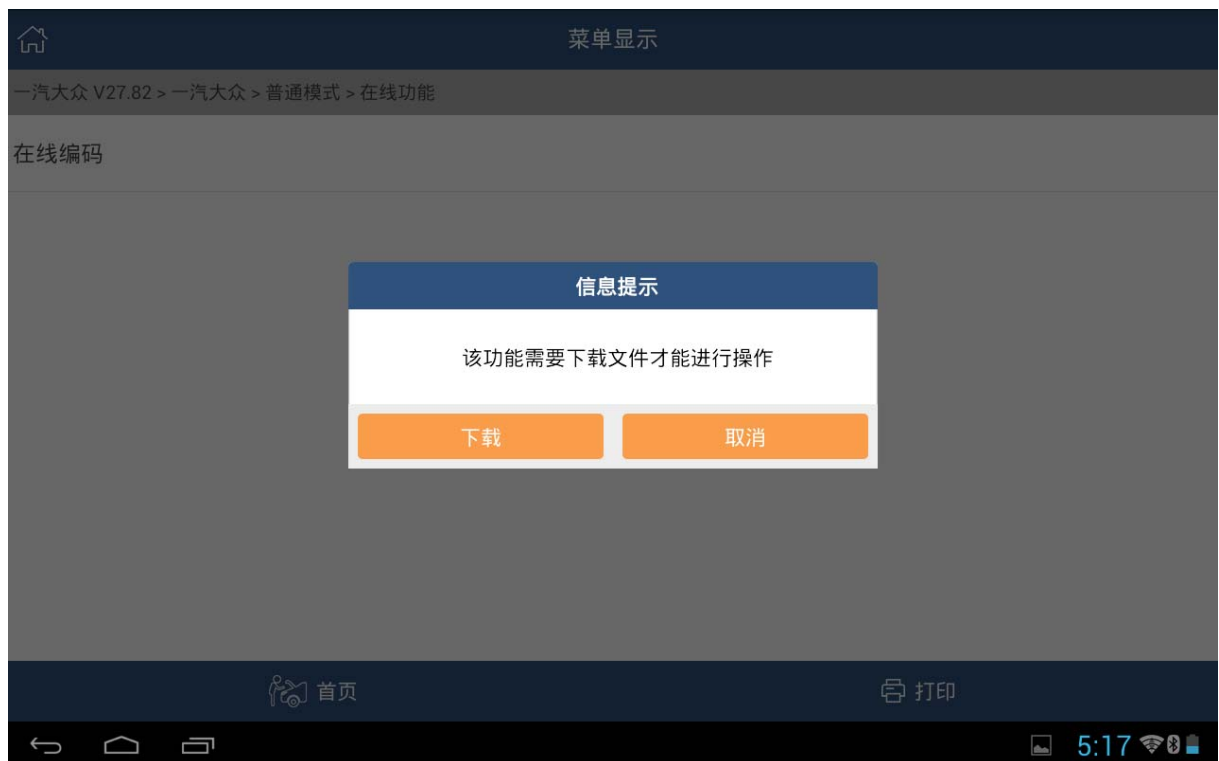 菜单显示
一汽大众 V27.82 > 一汽大众 > 普通模式 > 在线功能
在线编码
信息提示
该功能需要下载文件才能进行操作
下载 取消
首页 打印
5:17